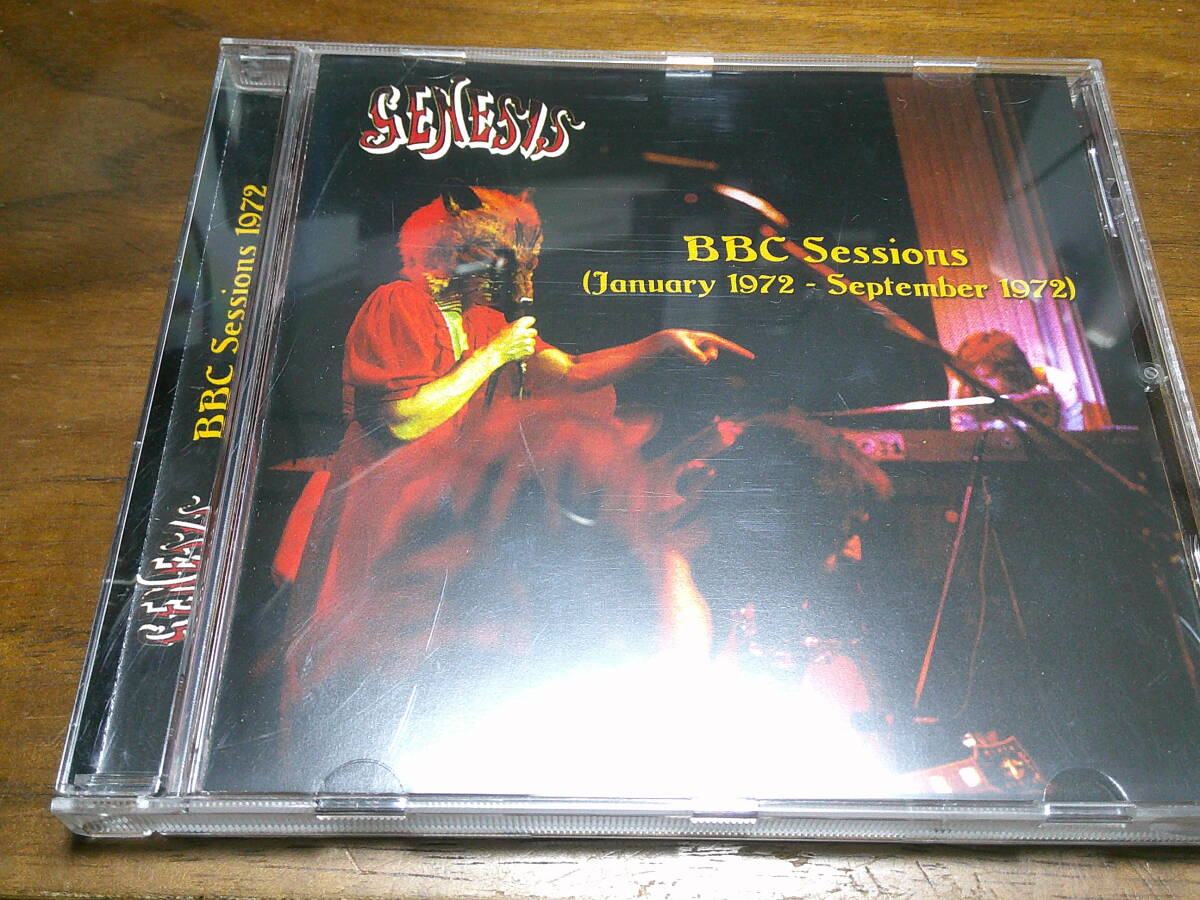 GENESIS
BBC Sessions
(January 1972 - September 1972)
BBC Sessions 1972
GENESIS